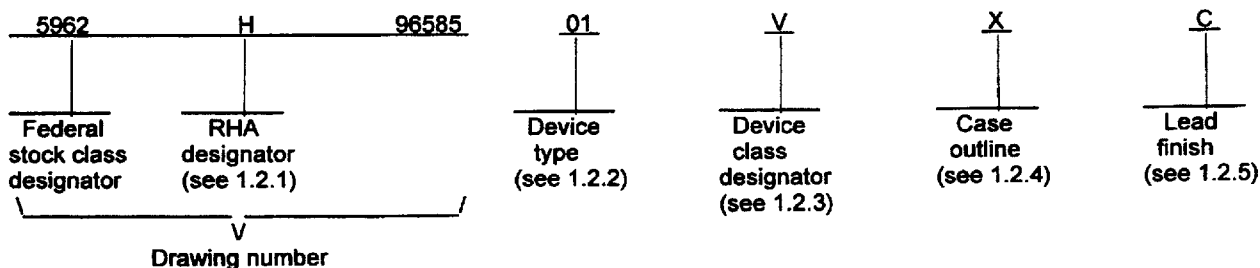 5962 H 96585 01 V X C
Federal stock class designator
RHA designator (see 1.2.1)
Device type (see 1.2.2)
Device class designator (see 1.2.3)
Case outline (see 1.2.4)
Lead finish (see 1.2.5)
V
Drawing number